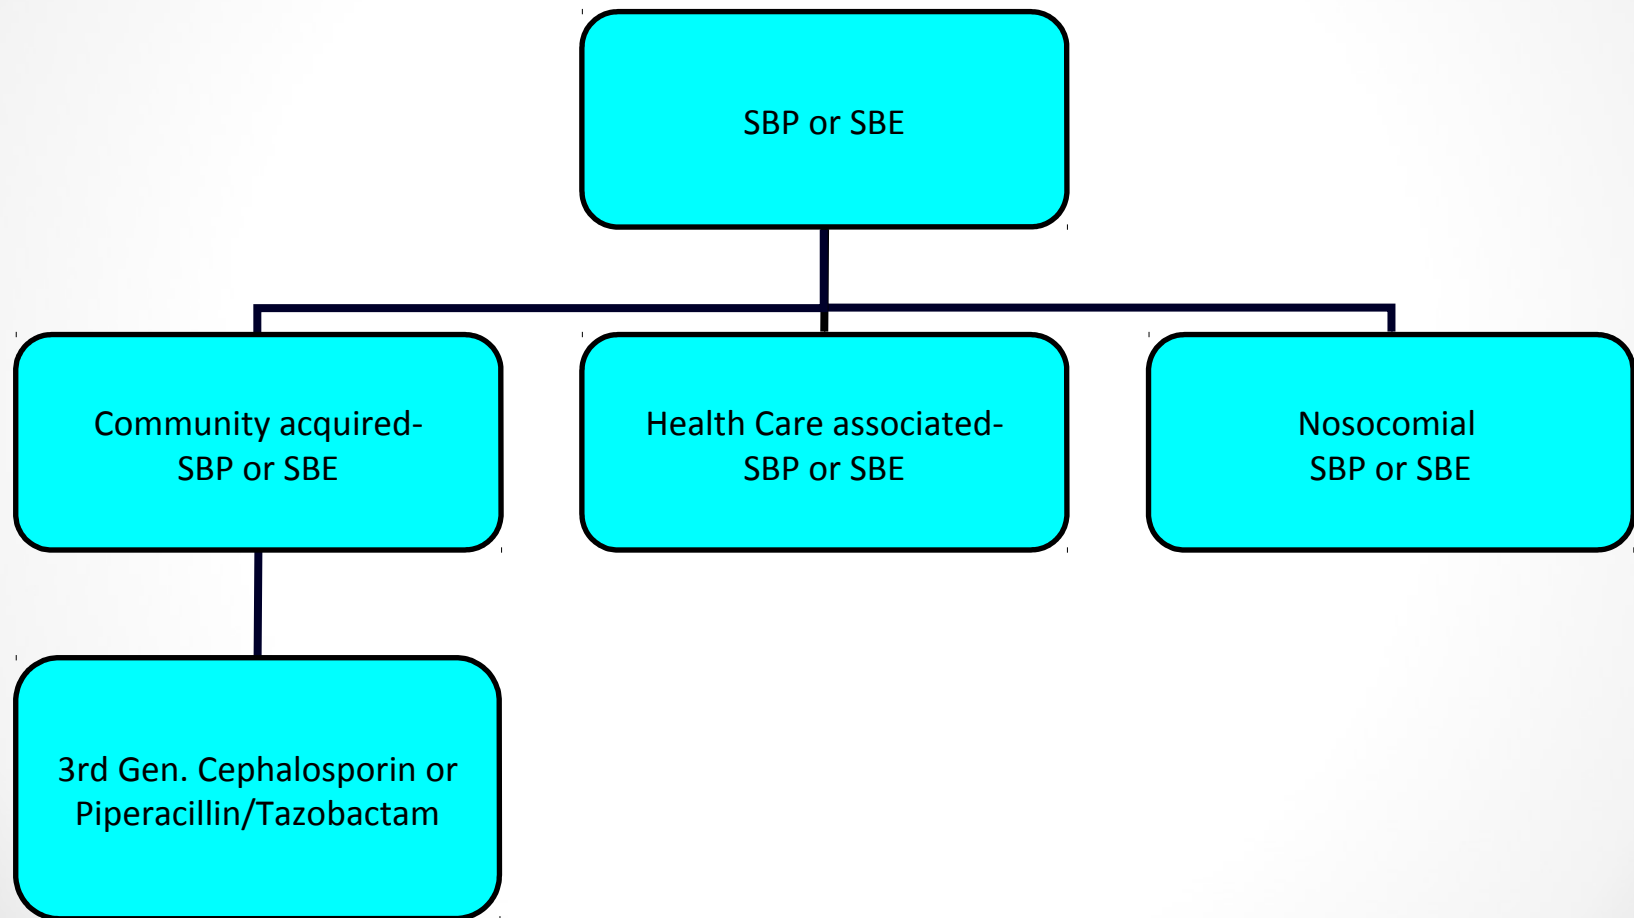 SBP or SBE
Community acquired-
SBP or SBE
Health Care associated-
SBP or SBE
Nosocomial
SBP or SBE
3rd Gen. Cephalosporin or
Piperacillin/Tazobactam